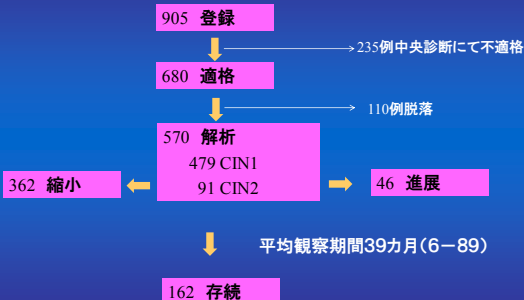 905 登録
235例中央診断にて不適格
680 適格
110例脱落
570 解析
479 CIN1
91 CIN2
362 縮小
46 進展
平均観察期間39カ月(6－89)
162 存続